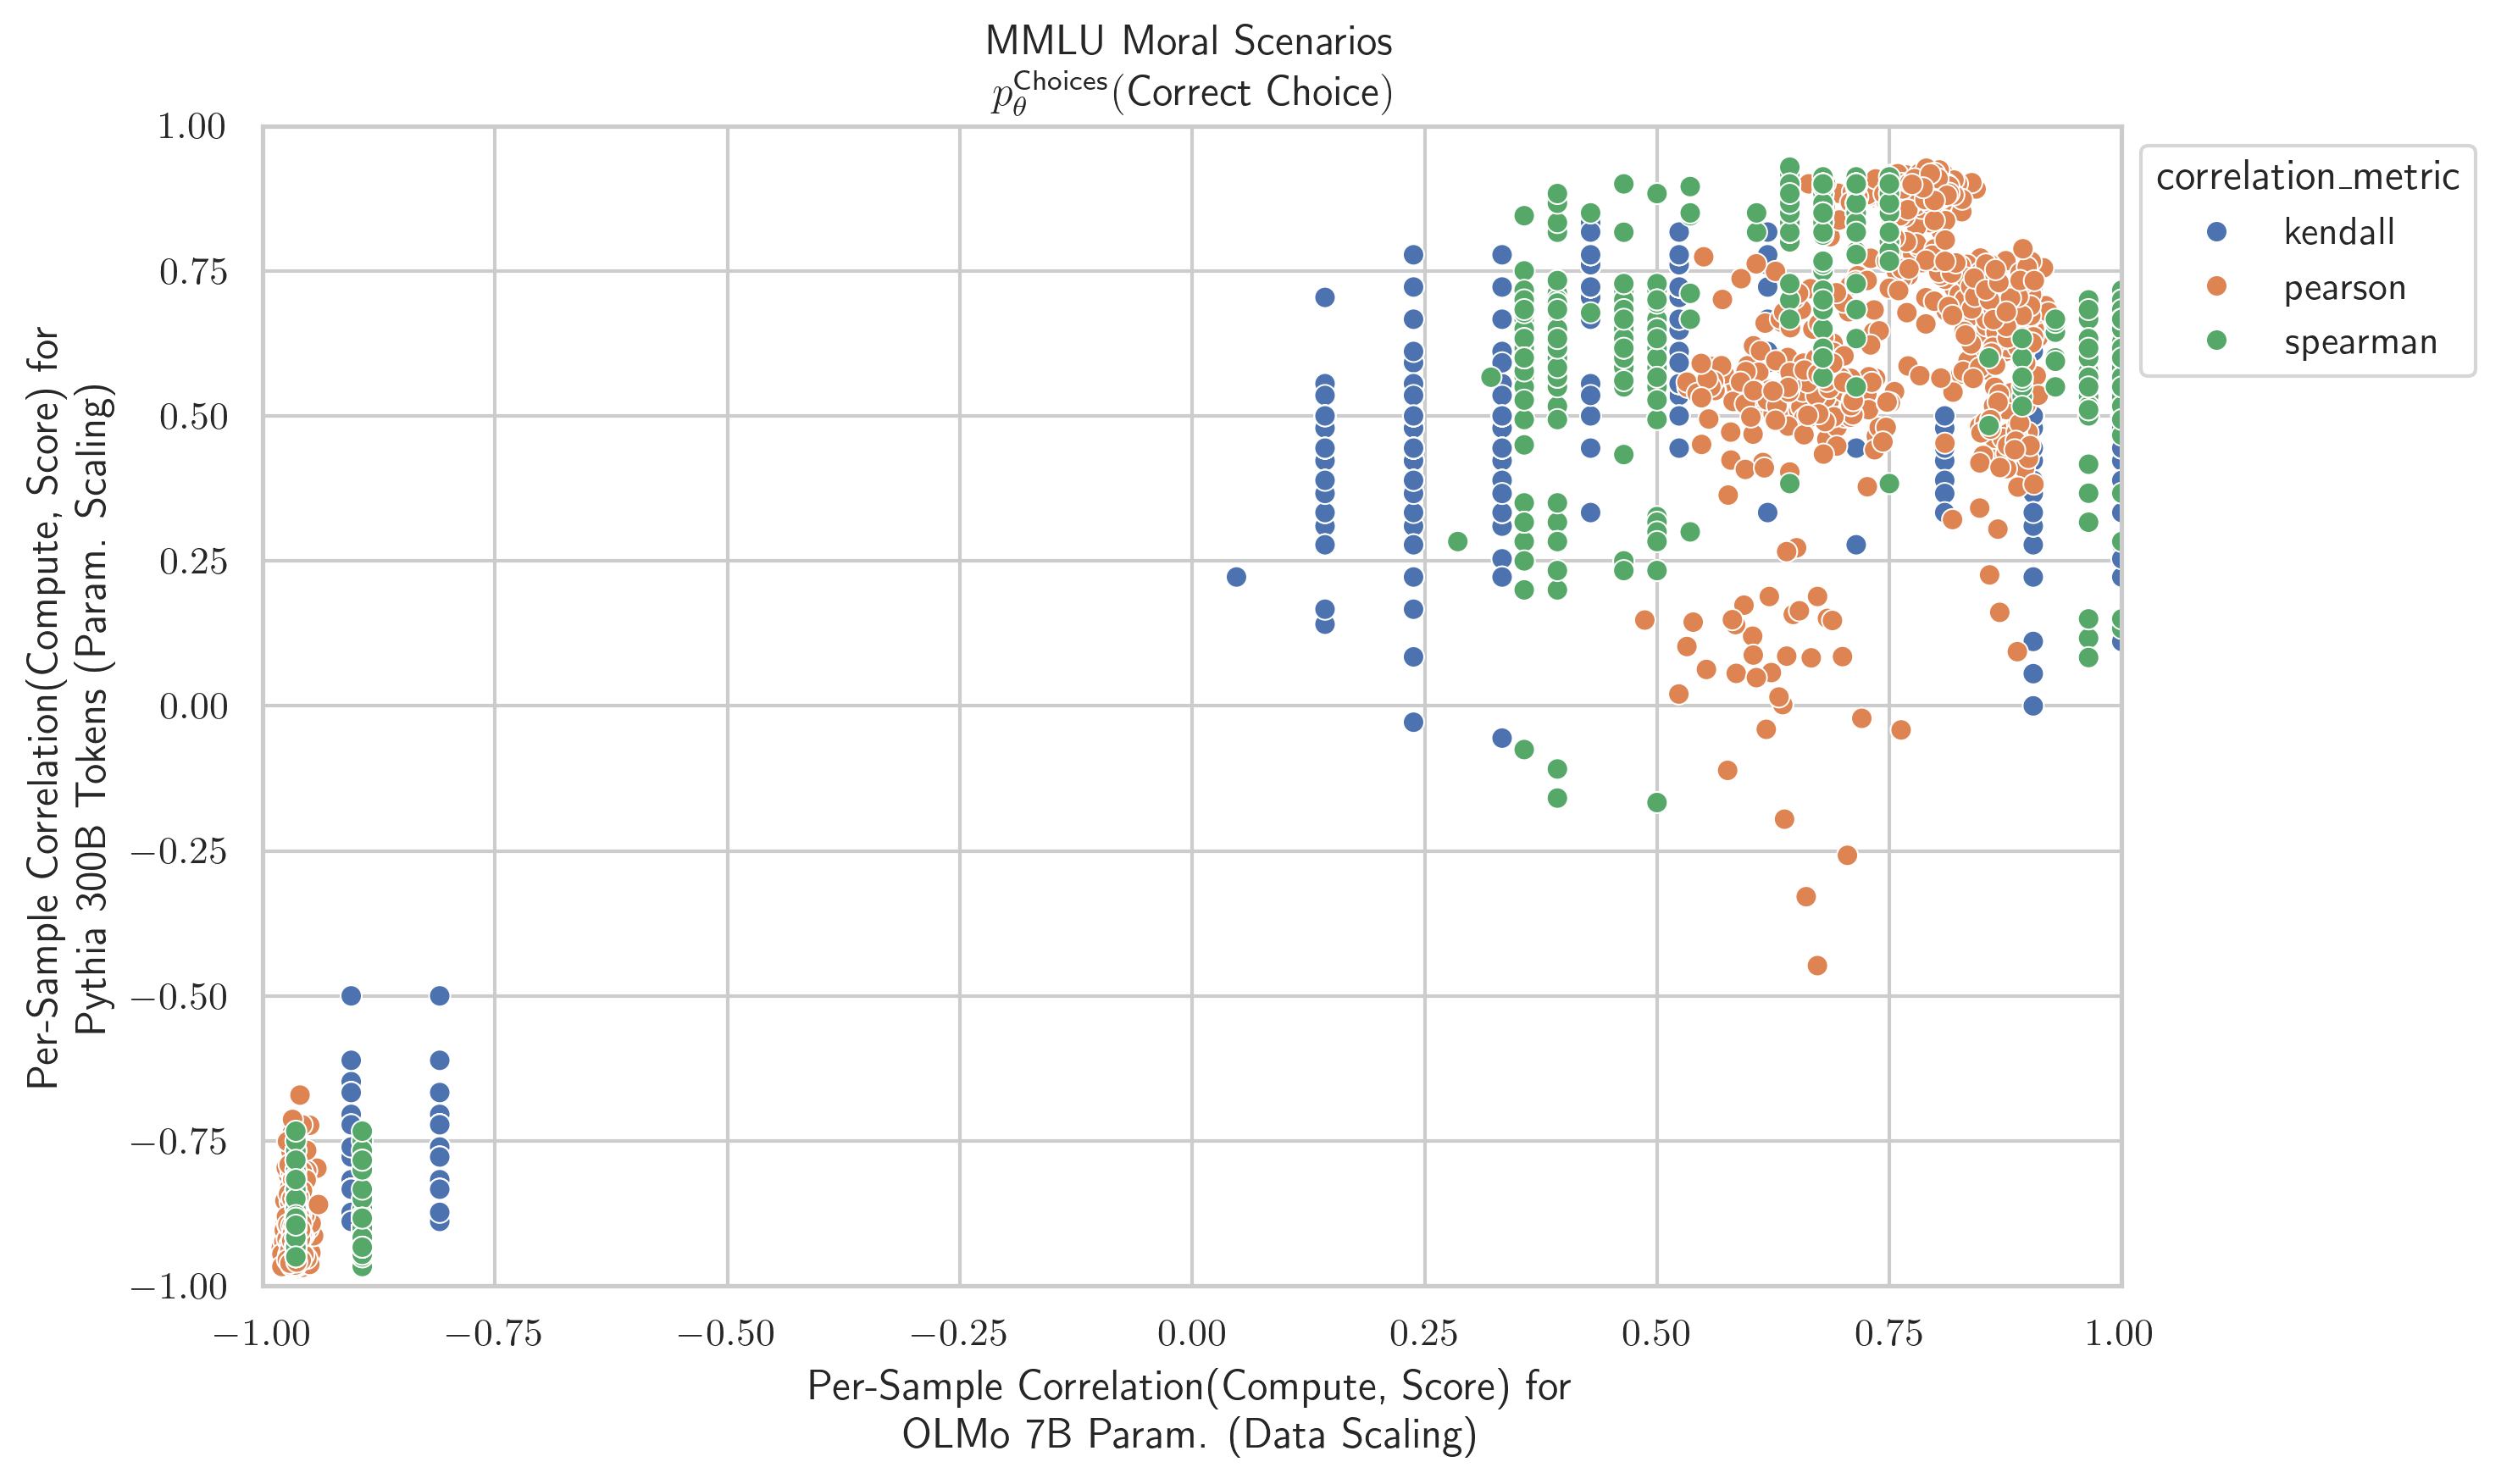 MMLU Moral Scenarios
p_θ^Choices(Correct Choice)
1.00
0.75
0.50
0.25
0.00
−0.25
−0.50
−0.75
−1.00
Per-Sample Correlation(Compute, Score) for
Pythia 300B Tokens (Param. Scaling)
−1.00
−0.75
−0.50
−0.25
0.00
0.25
0.50
0.75
1.00
Per-Sample Correlation(Compute, Score) for
OLMo 7B Param. (Data Scaling)
correlation_metric
kendall
pearson
spearman